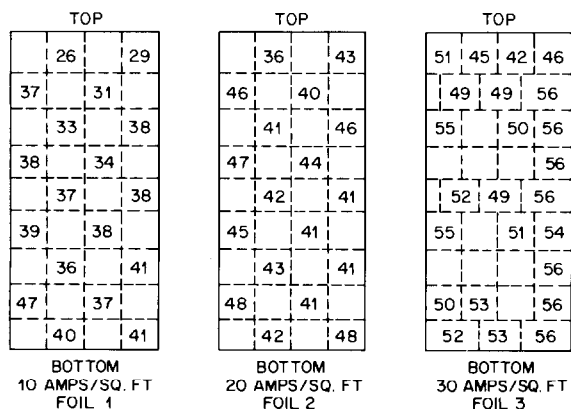 TOP TOP TOP
26 29 36 43 51 45 42 46
37 31 46 40 49 49 56
33 38 41 46 55 50 56
38 34 47 44 56
37 38 42 41 52 49 56
39 38 45 41 55 51 54
36 41 43 41 56
47 37 48 41 50 53 56
40 41 42 48 52 53 56
BOTTOM BOTTOM BOTTOM
10 AMPS/SQ. FT 20 AMPS/SQ. FT 30 AMPS/SQ. FT
FOIL 1 FOIL 2 FOIL 3